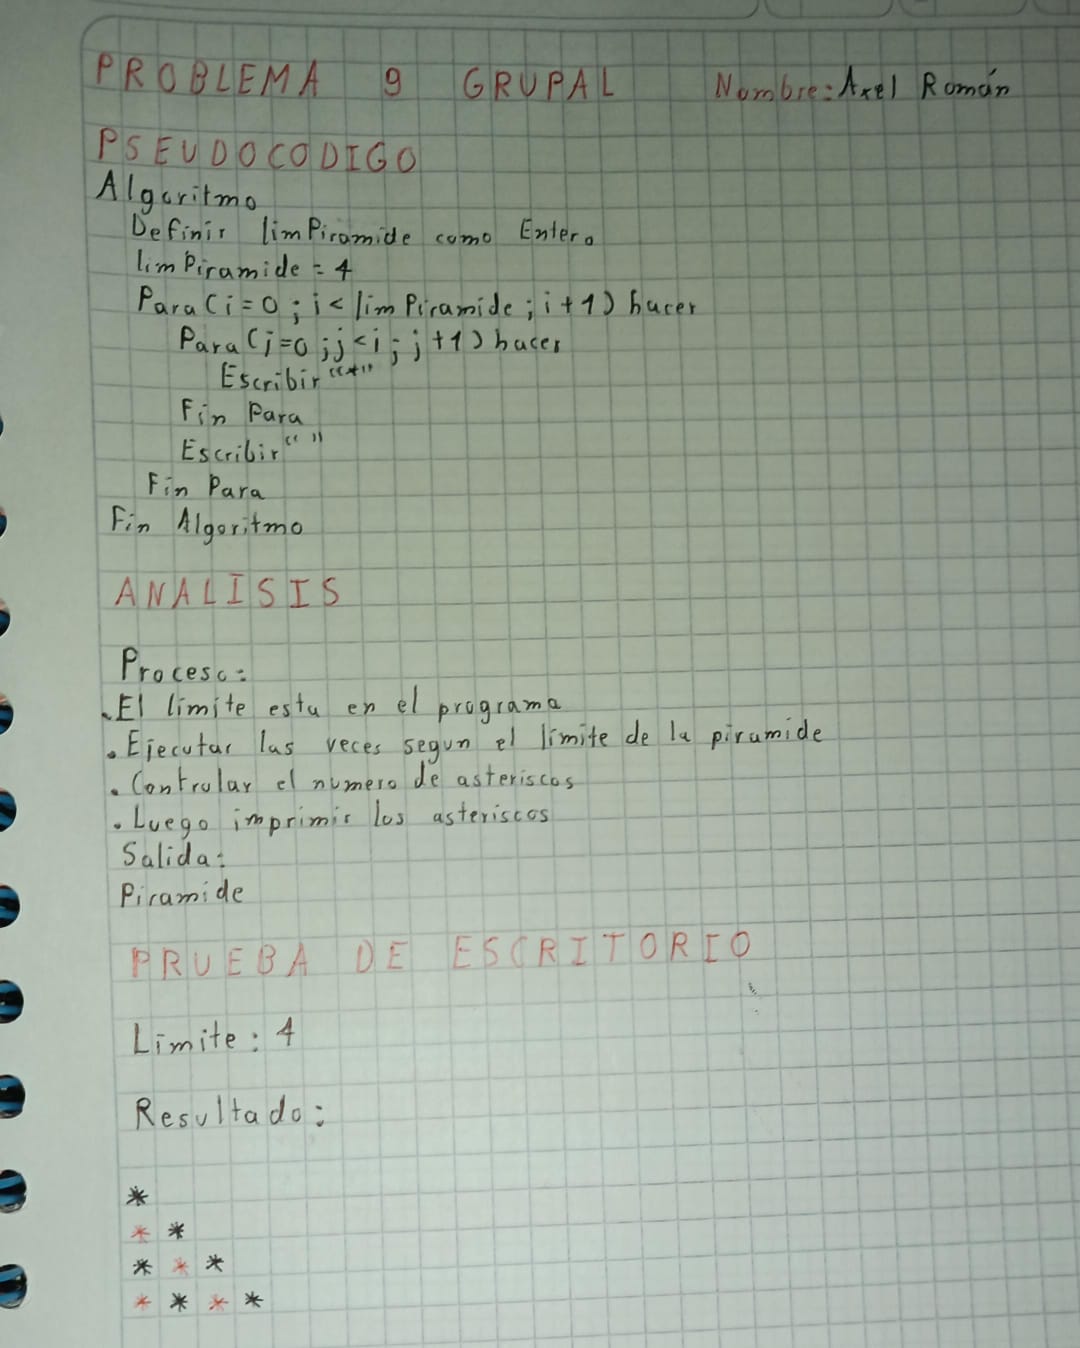 PROBLEMA 9 GRUPAL Nombre: Axel Román
PSEUDOCODIGO
Algoritmo
Definir limPiramide como Entero
limPiramide = 4
Para (i=0 ; i < limPiramide ; i+1) hacer
Para (j=0 ; j<i ; j+1) hacer
Escribir "*"
Fin Para
Escribir " "
Fin Para
Fin Algoritmo
ANALISIS
Proceso:
. El limite esta en el programa
. Ejecutar las veces segun el limite de la piramide
. Controlar el numero de asteriscos
. Luego imprimir los asteriscos
Salida:
Piramide
PRUEBA DE ESCRITORIO
Limite: 4
Resultado:
*
* *
* * *
* * * *